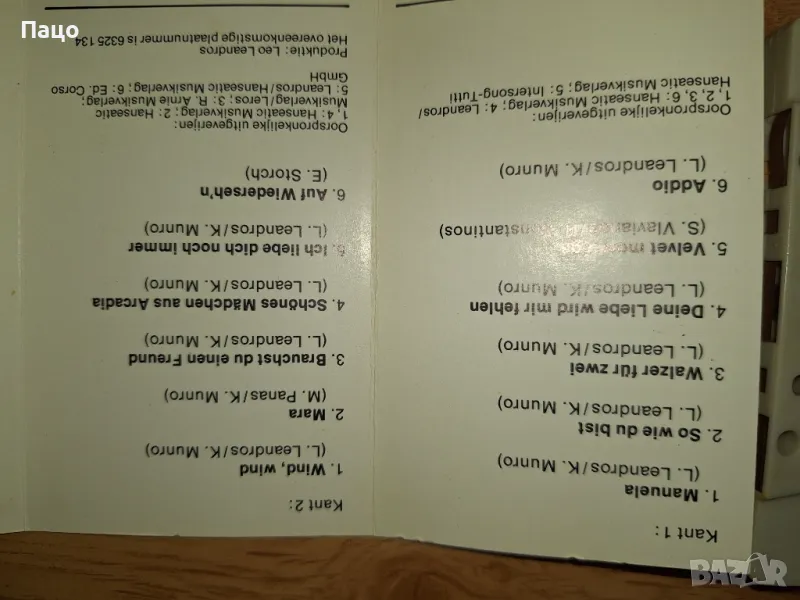 Пацо
Kant 1:
1. Manuela
(L. Leandros/K. Munro)
2. So wie du bist
(L. Leandros/K. Munro)
3. Walzer für zwei
(L. Leandros/K. Munro)
4. Deine Liebe wird mir fehlen
(L. Leandros/K. Munro)
5. Velvet
(S. Vlavianos
6. Addio
(L. Leandros/K. Munro)
Oorspronkelijke uitgeverijen:
1, 2, 3, 6: Hanseatic Musikverlag; 4: Leandros/
Hanseatic Musikverlag; 5: Intersong-Tutti
Kant 2:
1. Wind, wind
(L. Leandros/K. Munro)
2. Mara
(M. Panas/K. Munro)
3. Brauchst du einen Freund
(L. Leandros/K. Munro)
4. Schönes Mädchen aus Arcadia
(L. Leandros/K. Munro)
5. Ich liebe dich noch immer
(L. Leandros/K. Munro)
6. Auf Wiederseh'n
(E. Storch)
Oorspronkelijke uitgeverijen:
1, 4: Hanseatic Musikverlag; 2: Hanseatic
Musikverlag/Leros; 3: R. Arnie Musikverlag;
5: Leandros/Hanseatic Musikverlag; 6: Ed. Corso
GmbH
Produktie: Leo Leandros
Het overeenkomstige plaatnummer is 6325 134
BAZAR
bg